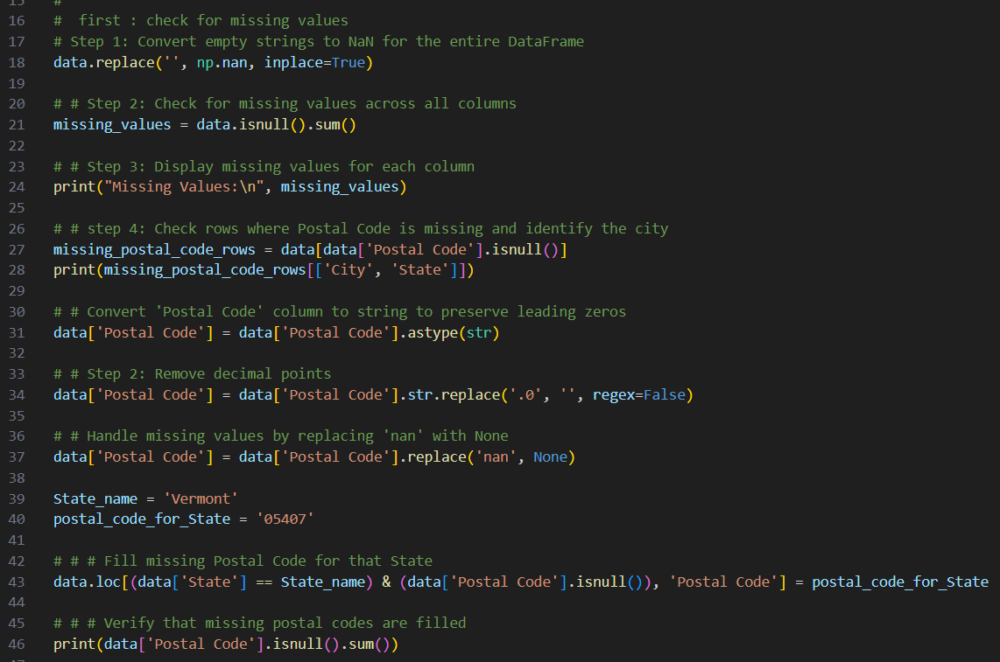 15 #
16 #  first : check for missing values
17 # Step 1: Convert empty strings to NaN for the entire DataFrame
18 data.replace('', np.nan, inplace=True)
19
20 # # Step 2: Check for missing values across all columns
21 missing_values = data.isnull().sum()
22
23 # # Step 3: Display missing values for each column
24 print("Missing Values:\n", missing_values)
25
26 # # step 4: Check rows where Postal Code is missing and identify the city
27 missing_postal_code_rows = data[data['Postal Code'].isnull()]
28 print(missing_postal_code_rows[['City', 'State']])
29
30 # # Convert 'Postal Code' column to string to preserve leading zeros
31 data['Postal Code'] = data['Postal Code'].astype(str)
32
33 # # Step 2: Remove decimal points
34 data['Postal Code'] = data['Postal Code'].str.replace('.0', '', regex=False)
35
36 # # Handle missing values by replacing 'nan' with None
37 data['Postal Code'] = data['Postal Code'].replace('nan', None)
38
39 State_name = 'Vermont'
40 postal_code_for_State = '05407'
41
42 # # # Fill missing Postal Code for that State
43 data.loc[(data['State'] == State_name) & (data['Postal Code'].isnull()), 'Postal Code'] = postal_code_for_State
44
45 # # # Verify that missing postal codes are filled
46 print(data['Postal Code'].isnull().sum())
47